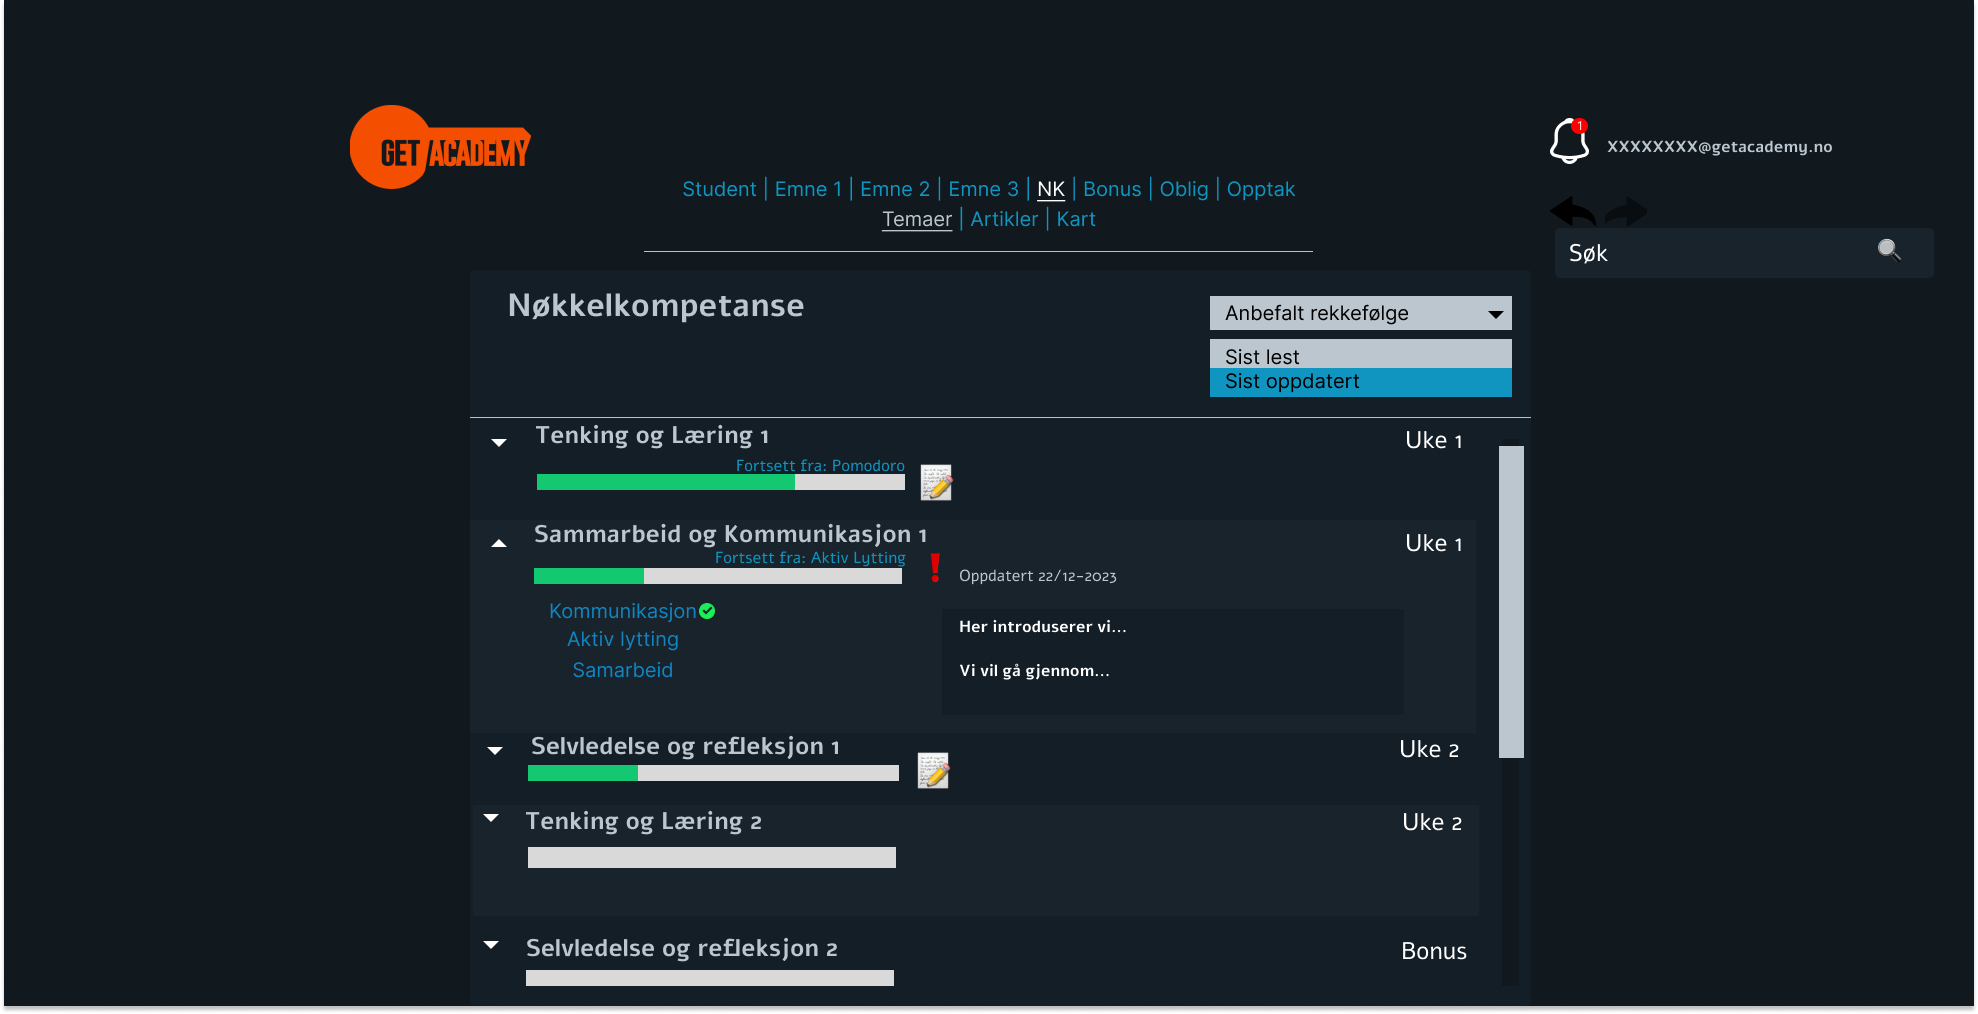 GET ACADEMY
1
XXXXXXXX@getacademy.no
Student | Emne 1 | Emne 2 | Emne 3 | NK | Bonus | Oblig | Opptak
Temaer | Artikler | Kart
Søk
Nøkkelkompetanse
Anbefalt rekkefølge
Sist lest
Sist oppdatert
Tenking og Læring 1
Uke 1
Fortsett fra: Pomodoro
Sammarbeid og Kommunikasjon 1
Uke 1
Fortsett fra: Aktiv Lytting
Oppdatert 22/12-2023
Kommunikasjon
Aktiv lytting
Samarbeid
Her introduserer vi...
Vi vil gå gjennom...
Selvledelse og refleksjon 1
Uke 2
Tenking og Læring 2
Uke 2
Selvledelse og refleksjon 2
Bonus